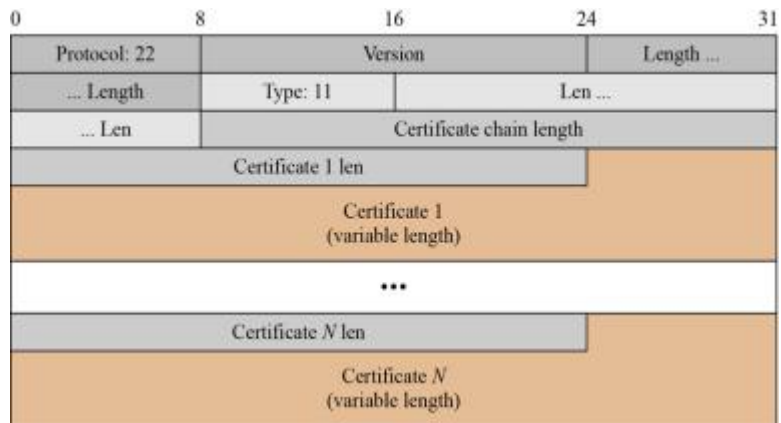 0 8 16 24 31
Protocol: 22 Version Length ...
... Length Type: 11 Len ...
... Len Certificate chain length
Certificate 1 len
Certificate 1
(variable length)
•••
Certificate N len
Certificate N
(variable length)